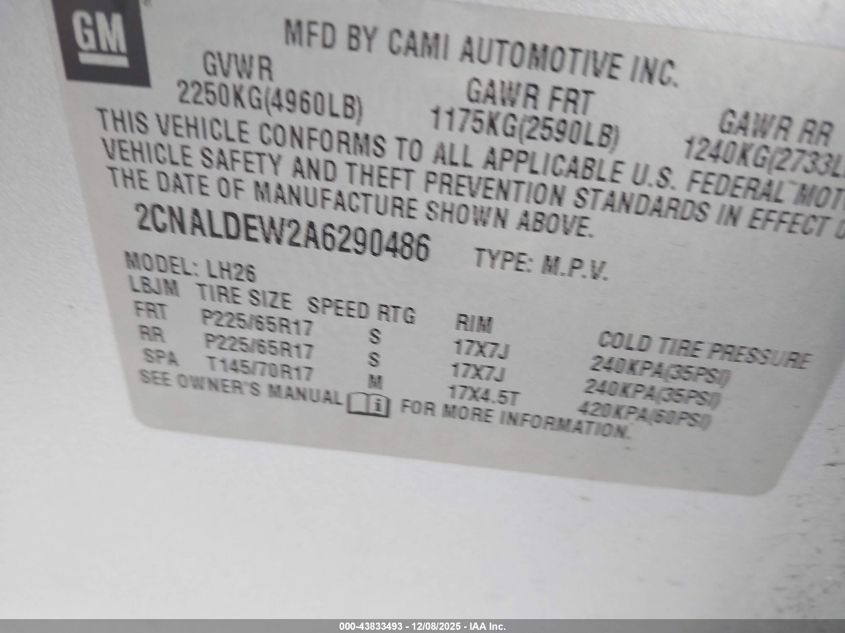 GM
MFD BY CAMI AUTOMOTIVE INC.
GVWR GAWR FRT GAWR RR
2250KG(4960LB) 1175KG(2590LB) 1240KG(2733L
THIS VEHICLE CONFORMS TO ALL APPLICABLE U.S. FEDERAL MOT
VEHICLE SAFETY AND THEFT PREVENTION STANDARDS IN EFFECT O
THE DATE OF MANUFACTURE SHOWN ABOVE.
2CNALDEW2A6290486 TYPE: M.P.V.
MODEL: LH26
LBJM TIRE SIZE SPEED RTG RIM COLD TIRE PRESSURE
FRT P225/65R17 S 17X7J 240KPA(35PSI)
RR P225/65R17 S 17X7J 240KPA(35PSI)
SPA T145/70R17 M 17X4.5T 420KPA(60PSI)
SEE OWNER'S MANUAL i FOR MORE INFORMATION.
000-43833493 - 12/08/2025 - IAA Inc.